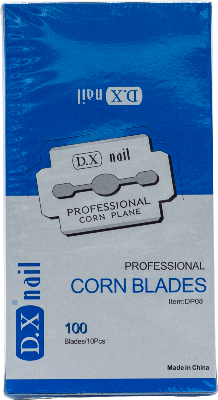 D.X nail
D.X nail
PROFESSIONAL
CORN PLANE
PROFESSIONAL
CORN BLADES
Item:DP08
D.X nail
100
Blades/10Pcs
Made in China